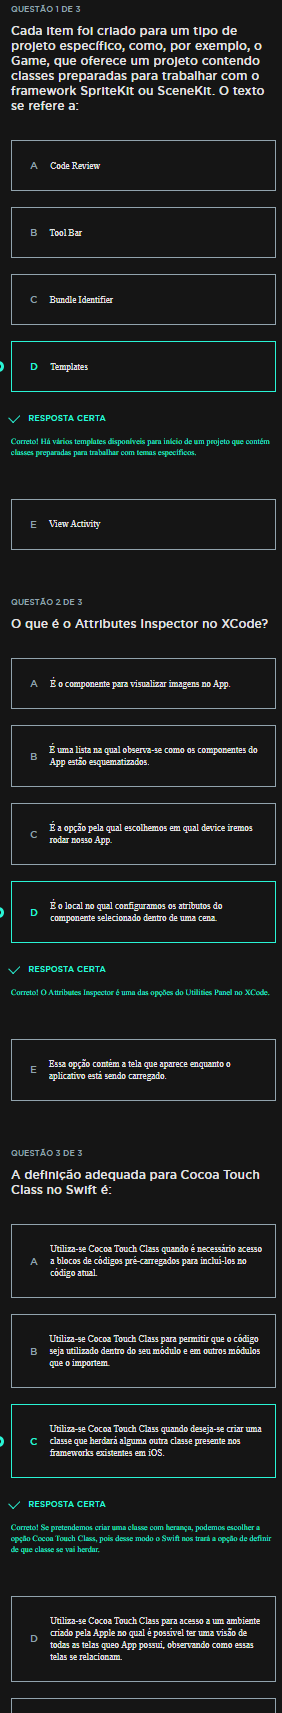 QUESTÃO 1 DE 3
Cada item foi criado para um tipo de
projeto específico, como, por exemplo, o
Game, que oferece um projeto contendo
classes preparadas para trabalhar com o
framework SpriteKit ou SceneKit. O texto
se refere a:
A Code Review
B Tool Bar
C Bundle Identifier
D Templates
RESPOSTA CERTA
Correto! Há vários templates disponíveis para início de um projeto que contém
classes preparadas para trabalhar com temas específicos.
E View Activity
QUESTÃO 2 DE 3
O que é o Attributes Inspector no XCode?
A É o componente para visualizar imagens no App.
B É uma lista na qual observa-se como os componentes do
App estão esquematizados.
C É a opção pela qual escolhemos em qual device iremos
rodar nosso App.
D É o local no qual configuramos os atributos do
componente selecionado dentro de uma cena.
RESPOSTA CERTA
Correto! O Attributes Inspector é uma das opções do Utilities Panel no XCode.
E Essa opção contém a tela que aparece enquanto o
aplicativo está sendo carregado.
QUESTÃO 3 DE 3
A definição adequada para Cocoa Touch
Class no Swift é:
A Utiliza-se Cocoa Touch Class quando é necessário acesso
a blocos de códigos pré-carregados para incluí-los no
código atual.
B Utiliza-se Cocoa Touch Class para permitir que o código
seja utilizado dentro do seu módulo e em outros módulos
que o importem.
C Utiliza-se Cocoa Touch Class quando deseja-se criar uma
classe que herdará alguma outra classe presente nos
frameworks existentes em iOS.
RESPOSTA CERTA
Correto! Se pretendemos criar uma classe com herança, podemos escolher a
opção Cocoa Touch Class, pois desse modo o Swift nos trará a opção de definir
de que classe se vai herdar.
D Utiliza-se Cocoa Touch Class para acesso a um ambiente
criado pela Apple no qual é possível ter uma visão de
todas as telas queo App possui, observando como essas
telas se relacionam.